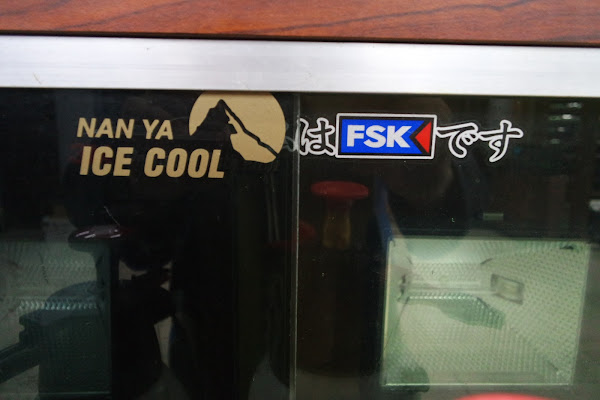 NAN YA
ICE COOL
はFSKです